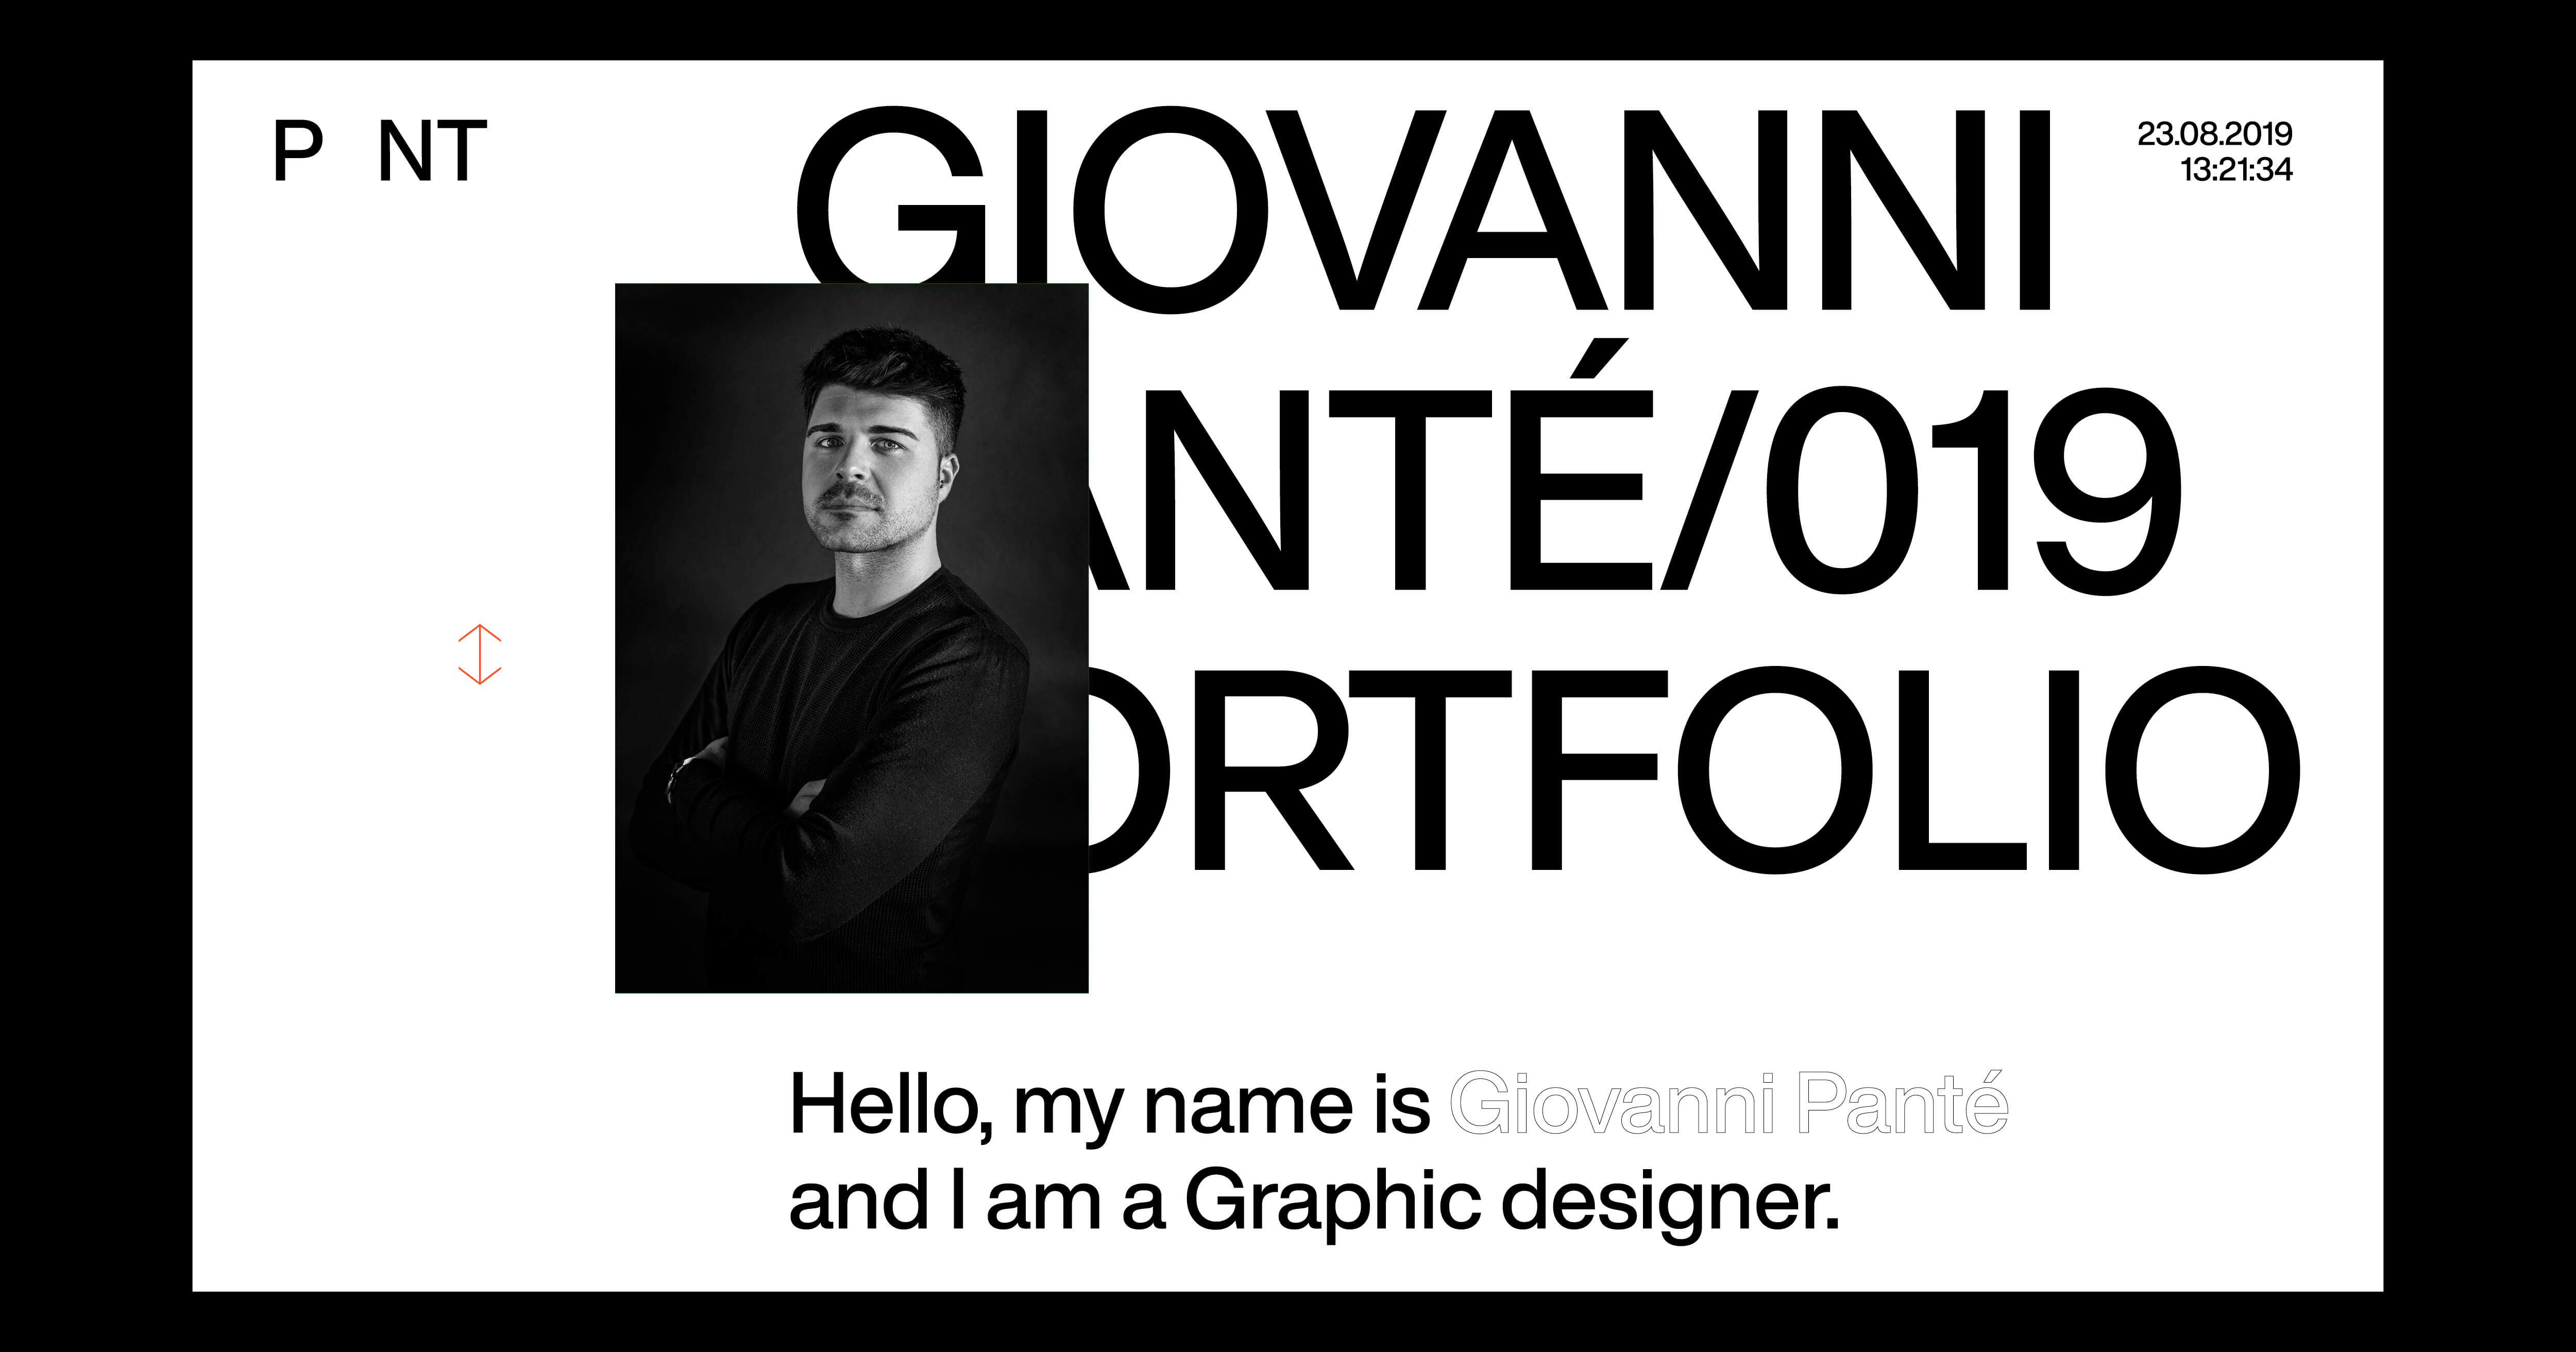 P NT
GIOVANNI
23.08.2019
13:21:34
ANTÉ/019
ORTFOLIO
Hello, my name is Giovanni Panté
and I am a Graphic designer.